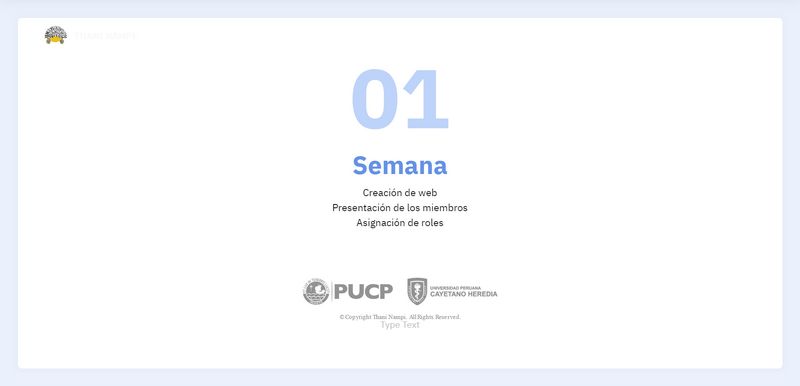 THANI NAMPI
01
Semana
Creación de web
Presentación de los miembros
Asignación de roles
PUCP
UNIVERSIDAD PERUANA
CAYETANO HEREDIA
©Copyright Thani Nampi. All Rights Reserved.
Type Text